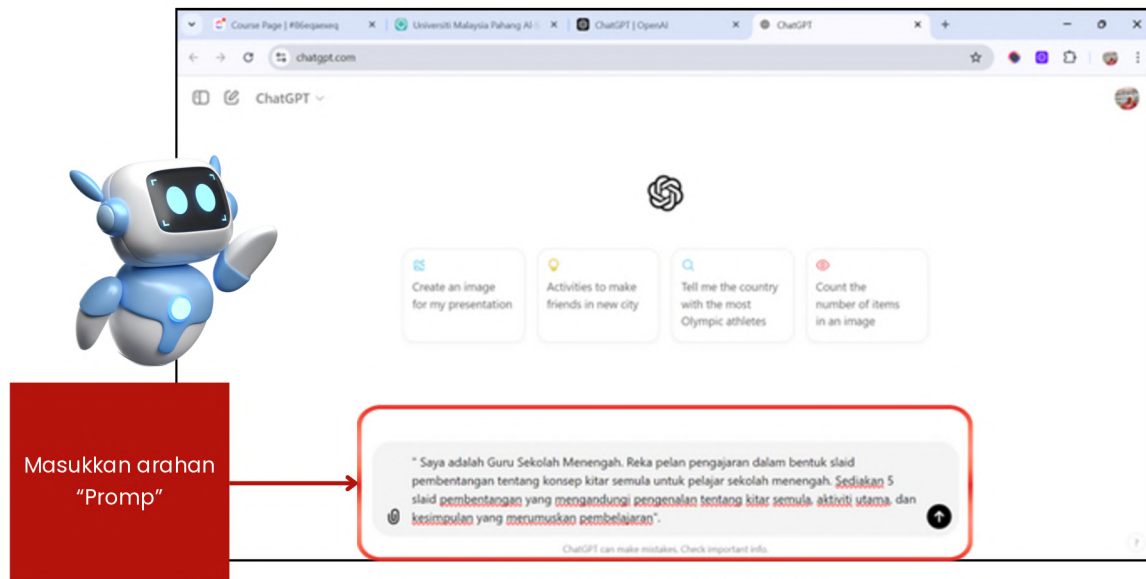 Course Page | #86eqaexeq
Universiti Malaysia Pahang Al-
ChatGPT | OpenAI
ChatGPT
chatgpt.com
ChatGPT
Create an image
for my presentation
Activities to make
friends in new city
Tell me the country
with the most
Olympic athletes
Count the
number of items
in an image
Masukkan arahan
“Promp”
" Saya adalah Guru Sekolah Menengah. Reka pelan pengajaran dalam bentuk slaid
pembentangan tentang konsep kitar semula untuk pelajar sekolah menengah. Sediakan 5
slaid pembentangan yang mengandungi pengenalan tentang kitar semula, aktiviti utama, dan
kesimpulan yang merumuskan pembelajaran".
ChatGPT can make mistakes. Check important info.
?